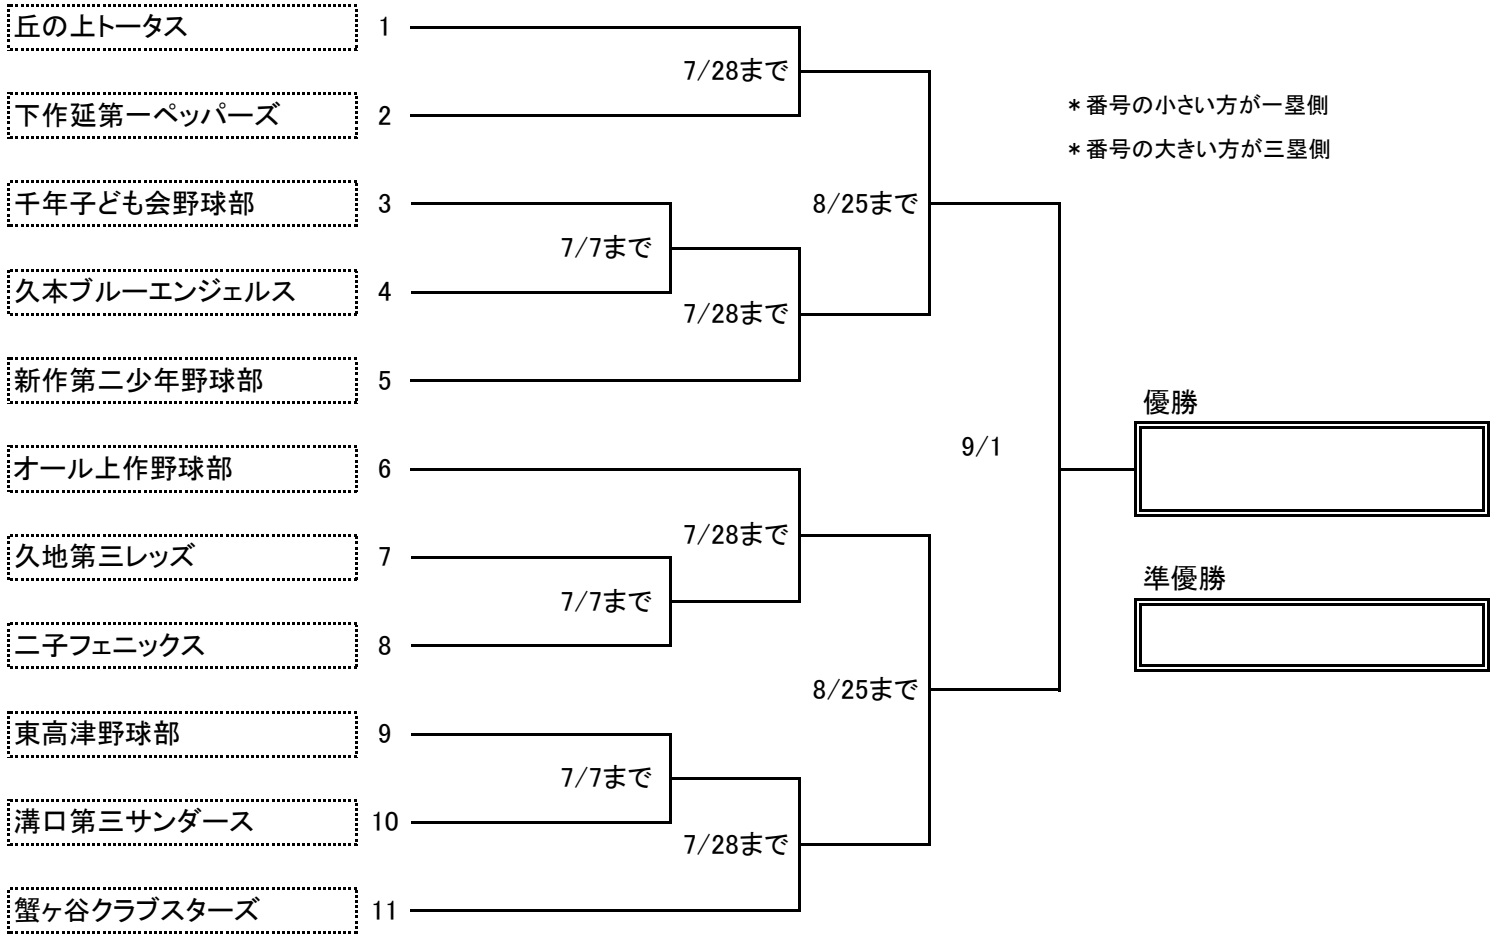 丘の上トータス 1
7/28まで
下作延第一ペッパーズ 2
＊番号の小さい方が一塁側
＊番号の大きい方が三塁側
千年子ども会野球部 3
8/25まで
7/7まで
久本ブルーエンジェルス 4
7/28まで
新作第二少年野球部 5
優勝
9/1
オール上作野球部 6
7/28まで
久地第三レッズ 7
準優勝
7/7まで
二子フェニックス 8
8/25まで
東高津野球部 9
7/7まで
溝口第三サンダース 10
7/28まで
蟹ヶ谷クラブスターズ 11